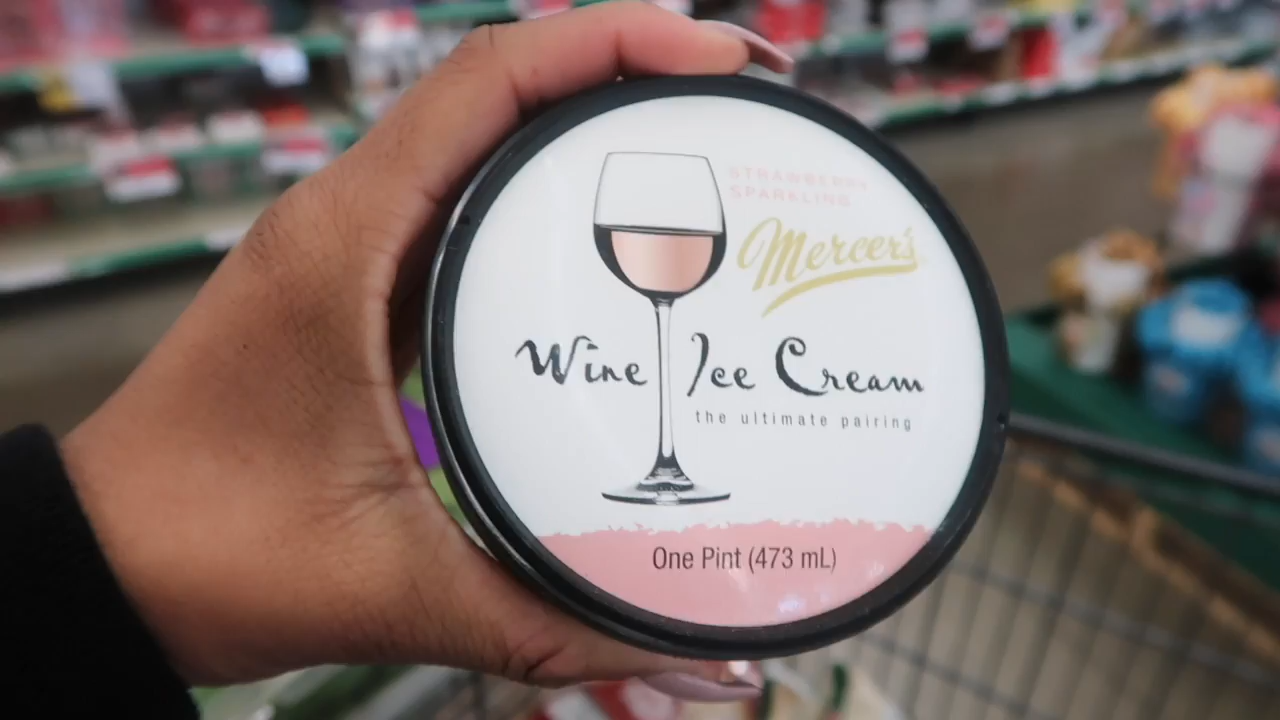 STRAWBERRY
SPARKLING
Mercer's
Wine Ice Cream
the ultimate pairing
One Pint (473 mL)